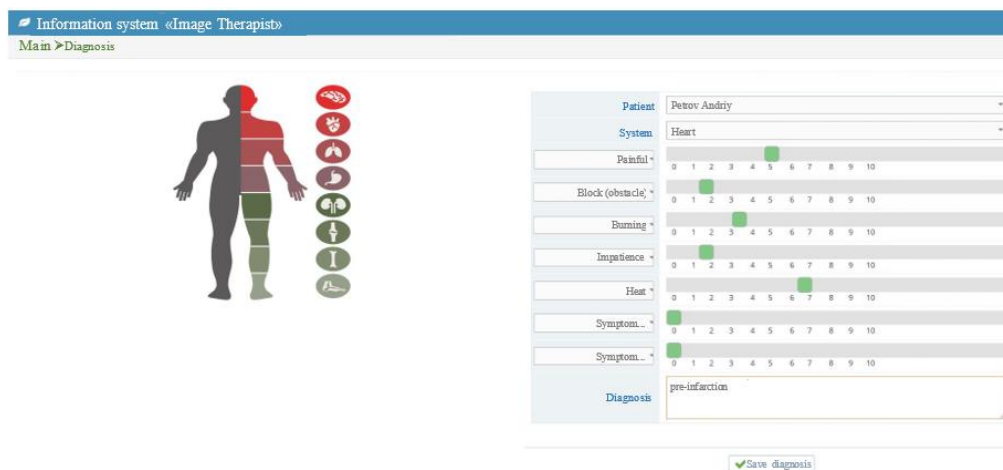 Information system «Image Therapist»
Main ➤Diagnosis
Patient Petrov Andriy
System Heart
Painful
0 1 2 3 4 5 6 7 8 9 10
Block (obstacle)
0 1 2 3 4 5 6 7 8 9 10
Burning
0 1 2 3 4 5 6 7 8 9 10
Impatience
0 1 2 3 4 5 6 7 8 9 10
Heat
0 1 2 3 4 5 6 7 8 9 10
Symptom...
0 1 2 3 4 5 6 7 8 9 10
Symptom...
0 1 2 3 4 5 6 7 8 9 10
Diagnosis pre-infarction
Save diagnosis